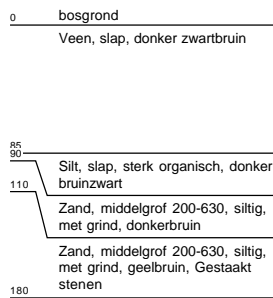 0 bosgrond
Veen, slap, donker zwartbruin
85
90
Silt, slap, sterk organisch, donker
bruinzwart
110
Zand, middelgrof 200-630, siltig,
met grind, donkerbruin
Zand, middelgrof 200-630, siltig,
met grind, geelbruin, Gestaakt
stenen
180